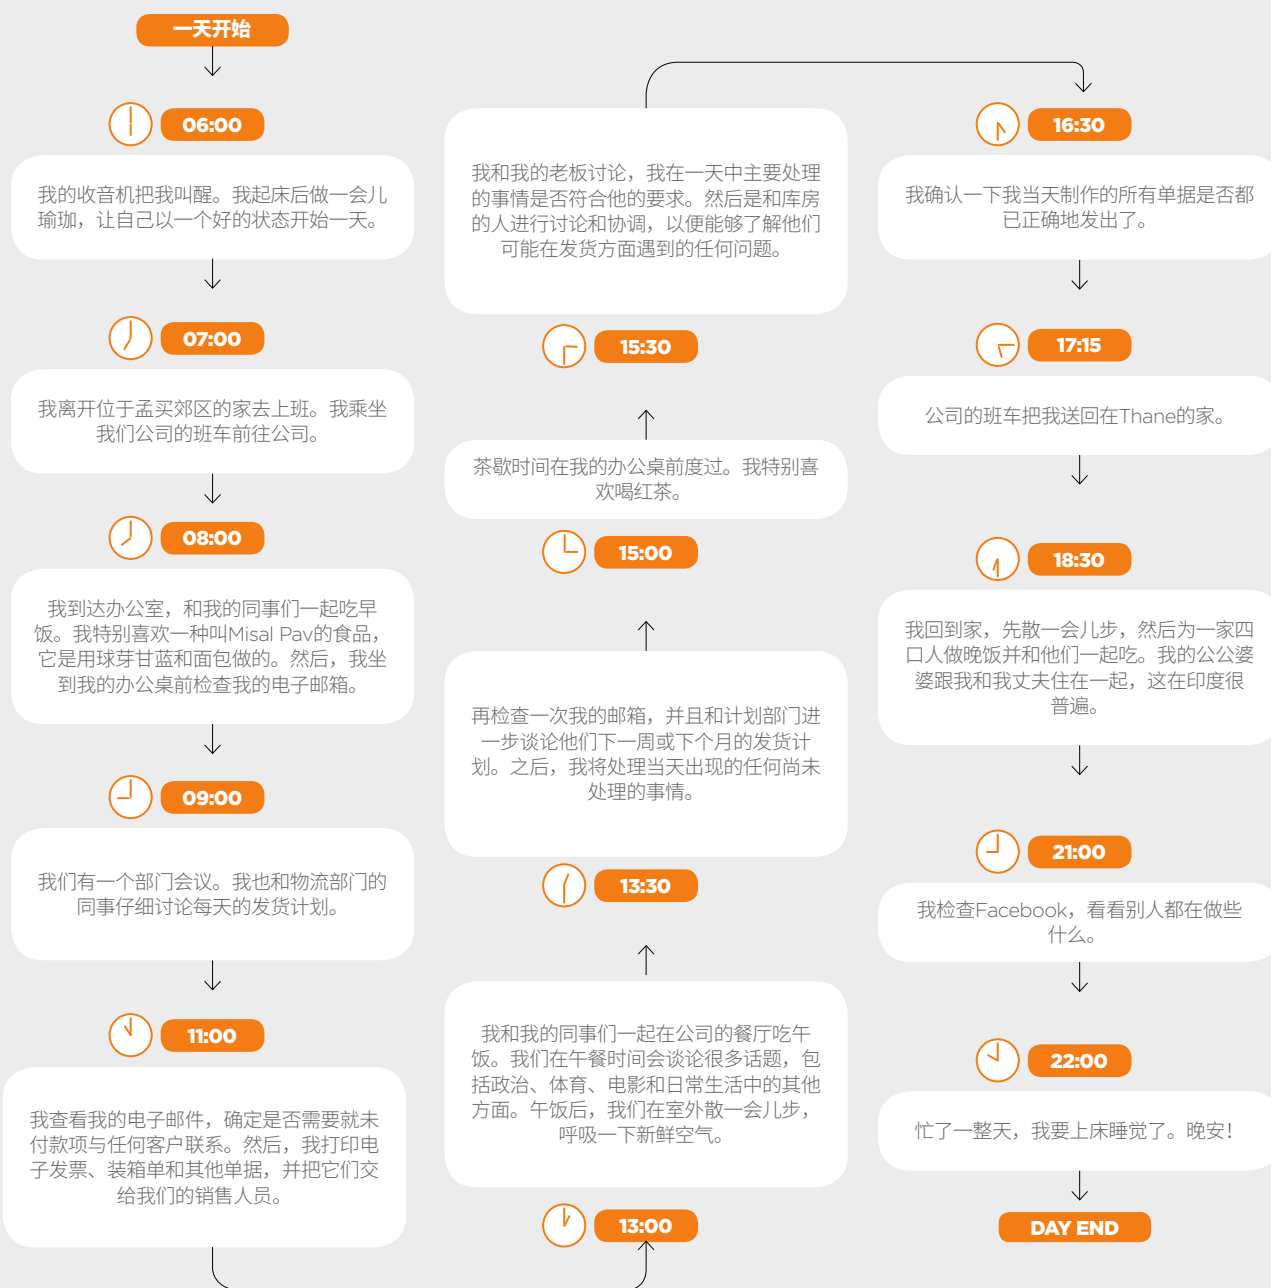 一天开始
06:00
我的收音机把我叫醒。我起床后做一会儿
瑜珈，让自己以一个好的状态开始一天。
07:00
我离开位于孟买郊区的家去上班。我乘坐
我们公司的班车前往公司。
08:00
我到达办公室，和我的同事们一起吃早
饭。我特别喜欢一种叫Misal Pav的食品，
它是用球芽甘蓝和面包做的。然后，我坐
到我的办公桌前检查我的电子邮箱。
09:00
我们有一个部门会议。我也和物流部门的
同事仔细讨论每天的发货计划。
11:00
我查看我的电子邮件，确定是否需要就未
付款项与任何客户联系。然后，我打印电
子发票、装箱单和其他单据，并把它们交
给我们的销售人员。
13:00
我和我的同事们一起在公司的餐厅吃午
饭。我们在午餐时间会谈论很多话题，包
括政治、体育、电影和日常生活中的其他
方面。午饭后，我们在室外散一会儿步，
呼吸一下新鲜空气。
13:30
再检查一次我的邮箱，并且和计划部门进
一步谈论他们下一周或下个月的发货计
划。之后，我将处理当天出现的任何尚未
处理的事情。
15:00
茶歇时间在我的办公桌前度过。我特别喜
欢喝红茶。
15:30
我和我的老板讨论，我在一天中主要处理
的事情是否符合他的要求。然后是和库房
的人进行讨论和协调，以便能够了解他们
可能在发货方面遇到的任何问题。
16:30
我确认一下我当天制作的所有单据是否都
已正确地发出了。
17:15
公司的班车把我送回在Thane的家。
18:30
我回到家，先散一会儿步，然后为一家四
口人做晚饭并和他们一起吃。我的公公婆
婆跟我和我丈夫住在一起，这在印度很
普遍。
21:00
我检查Facebook，看看别人都在做些
什么。
22:00
忙了一整天，我要上床睡觉了。晚安！
DAY END